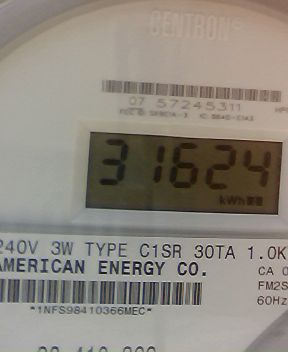 CENTRON®
07 57245311
31624
kWh
240V 3W TYPE C1SR 30TA 1.0K
AMERICAN ENERGY CO.
CA 0
FM2S
60Hz
*1NFS98410366MEC*